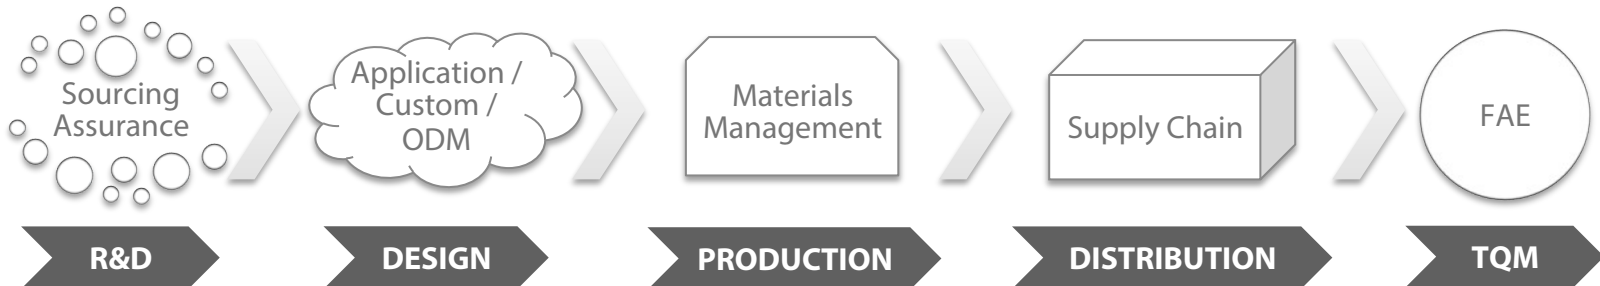 Sourcing
Assurance
Application /
Custom /
ODM
Materials
Management
Supply Chain
FAE
R&D
DESIGN
PRODUCTION
DISTRIBUTION
TQM